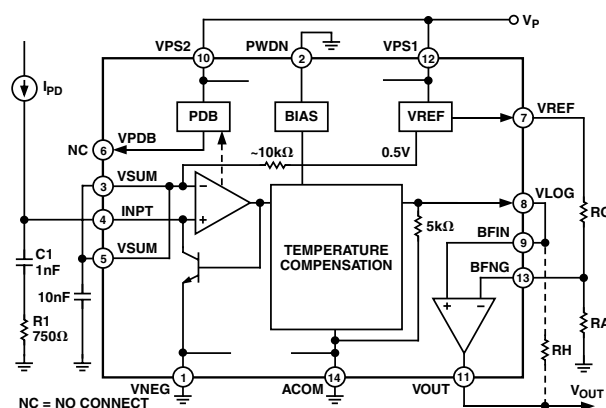 VP
VPS2
PWDN
VPS1
10
2
12
IPD
PDB
BIAS
VREF
7
VREF
VPDB
NC
6
~10kΩ
0.5V
3
VSUM
−
8
VLOG
4
INPT
+
5kΩ
BFIN
9
5
VSUM
TEMPERATURE
COMPENSATION
BFNG
13
C1
1nF
10nF
+
−
R1
750Ω
RH
1
14
11
VNEG
ACOM
VOUT
VOUT
NC = NO CONNECT